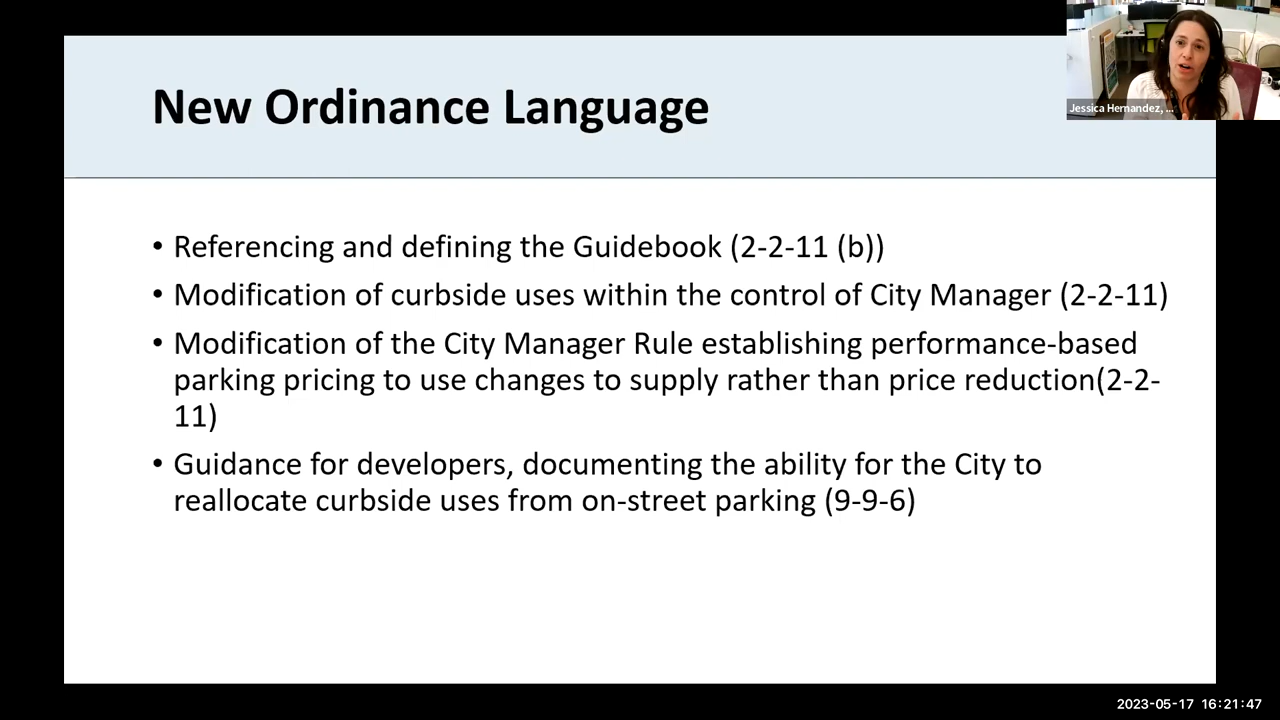 New Ordinance Language
Jessica Hernandez, ...
• Referencing and defining the Guidebook (2-2-11 (b))
• Modification of curbside uses within the control of City Manager (2-2-11)
• Modification of the City Manager Rule establishing performance-based
parking pricing to use changes to supply rather than price reduction(2-2-
11)
• Guidance for developers, documenting the ability for the City to
reallocate curbside uses from on-street parking (9-9-6)
2023-05-17 16:21:47